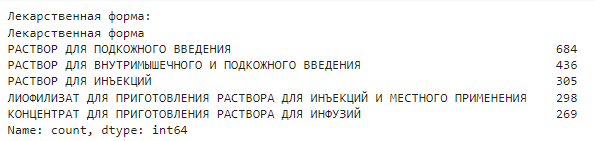 Лекарственная форма:
Лекарственная форма
РАСТВОР ДЛЯ ПОДКОЖНОГО ВВЕДЕНИЯ 684
РАСТВОР ДЛЯ ВНУТРИМЫШЕЧНОГО И ПОДКОЖНОГО ВВЕДЕНИЯ 436
РАСТВОР ДЛЯ ИНЪЕКЦИЙ 305
ЛИОФИЛИЗАТ ДЛЯ ПРИГОТОВЛЕНИЯ РАСТВОРА ДЛЯ ИНЪЕКЦИЙ И МЕСТНОГО ПРИМЕНЕНИЯ 298
КОНЦЕНТРАТ ДЛЯ ПРИГОТОВЛЕНИЯ РАСТВОРА ДЛЯ ИНФУЗИЙ 269
Name: count, dtype: int64